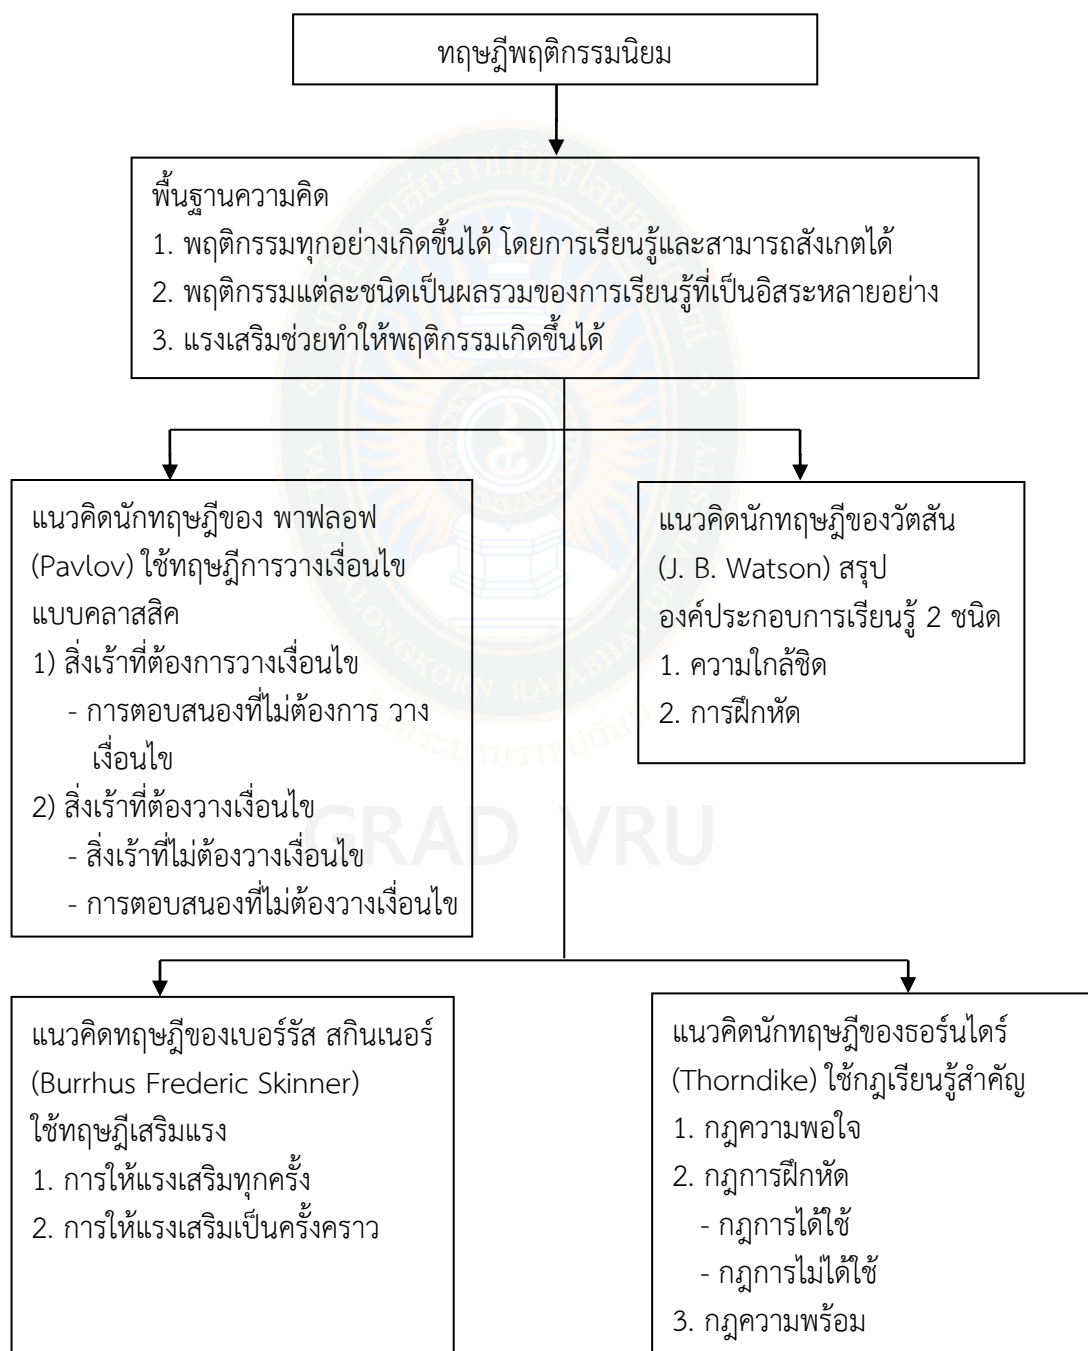 ทฤษฎีพฤติกรรมนิยม
พื้นฐานความคิด
1. พฤติกรรมทุกอย่างเกิดขึ้นได้ โดยการเรียนรู้และสามารถสังเกตได้
2. พฤติกรรมแต่ละชนิดเป็นผลรวมของการเรียนรู้ที่เป็นอิสระหลายอย่าง
3. แรงเสริมช่วยทำให้พฤติกรรมเกิดขึ้นได้
แนวคิดนักทฤษฎีของ พาฟลอฟ
(Pavlov) ใช้ทฤษฎีการวางเงื่อนไข
แบบคลาสสิค
1) สิ่งเร้าที่ต้องการวางเงื่อนไข
- การตอบสนองที่ไม่ต้องการ วาง
เงื่อนไข
2) สิ่งเร้าที่ต้องวางเงื่อนไข
- สิ่งเร้าที่ไม่ต้องวางเงื่อนไข
- การตอบสนองที่ไม่ต้องวางเงื่อนไข
แนวคิดนักทฤษฎีของวัตสัน
(J. B. Watson) สรุป
องค์ประกอบการเรียนรู้ 2 ชนิด
1. ความใกล้ชิด
2. การฝึกหัด
GRAD VRU
แนวคิดทฤษฎีของเบอร์รัส สกินเนอร์
(Burrhus Frederic Skinner)
ใช้ทฤษฎีเสริมแรง
1. การให้แรงเสริมทุกครั้ง
2. การให้แรงเสริมเป็นครั้งคราว
แนวคิดนักทฤษฎีของธอร์นไดร์
(Thorndike) ใช้กฎเรียนรู้สำคัญ
1. กฎความพอใจ
2. กฎการฝึกหัด
- กฎการได้ใช้
- กฎการไม่ได้ใช้
3. กฎความพร้อม